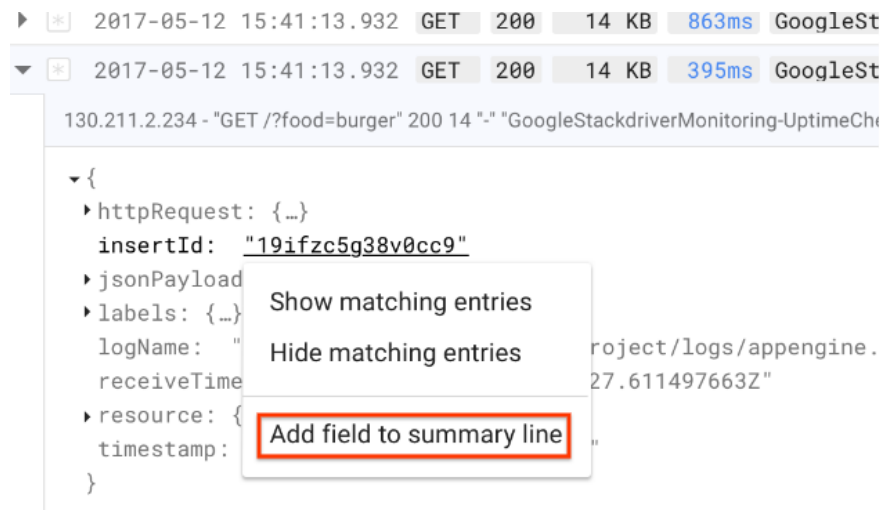 2017-05-12 15:41:13.932 GET 200 14 KB 863ms GoogleSt
2017-05-12 15:41:13.932 GET 200 14 KB 395ms GoogleSt
130.211.2.234 - "GET /?food=burger" 200 14 "-" "GoogleStackdriverMonitoring-UptimeChe
{
httpRequest: {…}
insertId: "19ifzc5g38v0cc9"
jsonPayload
Show matching entries
labels: {…}
Hide matching entries
logName: " roject/logs/appengine.
receiveTime 27.611497663Z"
resource: {
Add field to summary line
timestamp: "
}